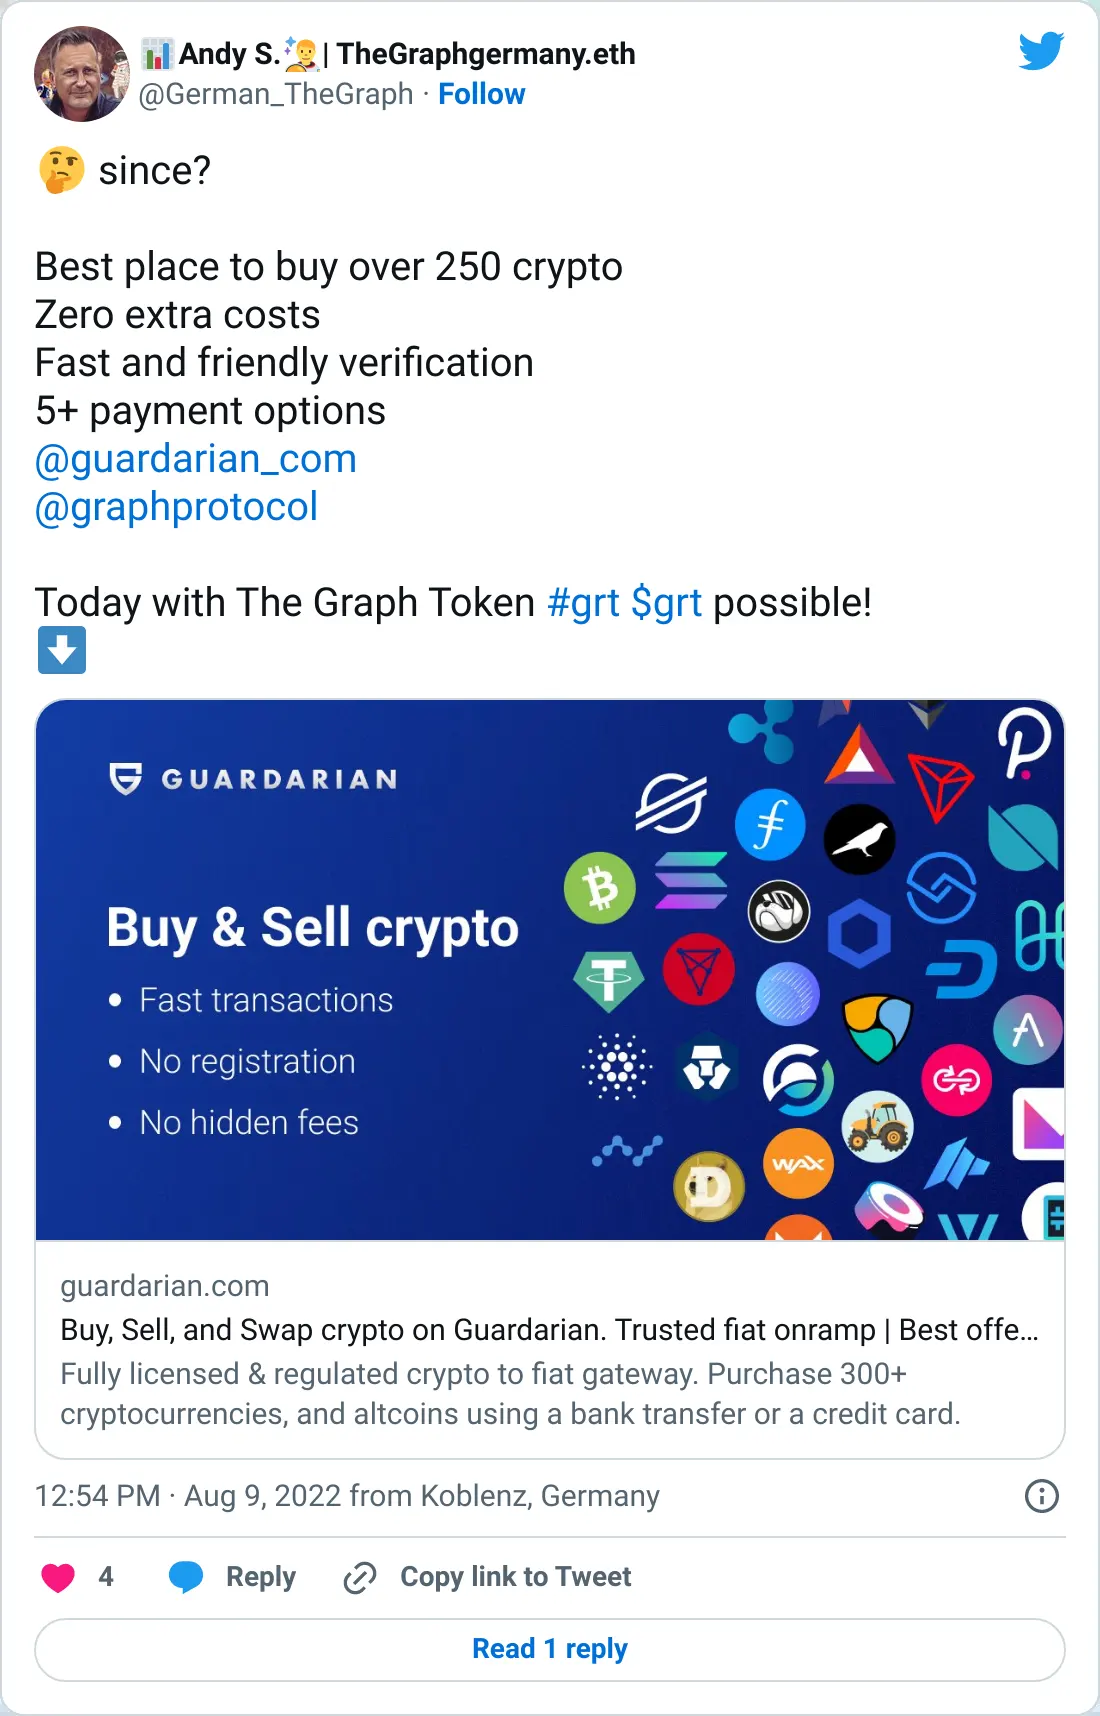 📊Andy S.🧑‍🚀| TheGraphgermany.eth
@German_TheGraph · Follow
🤔 since?
Best place to buy over 250 crypto
Zero extra costs
Fast and friendly verification
5+ payment options
@guardarian_com
@graphprotocol
Today with The Graph Token #grt $grt possible!
⬇️
GUARDARIAN
Buy & Sell crypto
• Fast transactions
• No registration
• No hidden fees
WAX
guardarian.com
Buy, Sell, and Swap crypto on Guardarian. Trusted fiat onramp | Best offe...
Fully licensed & regulated crypto to fiat gateway. Purchase 300+
cryptocurrencies, and altcoins using a bank transfer or a credit card.
12:54 PM · Aug 9, 2022 from Koblenz, Germany
4 Reply Copy link to Tweet
Read 1 reply